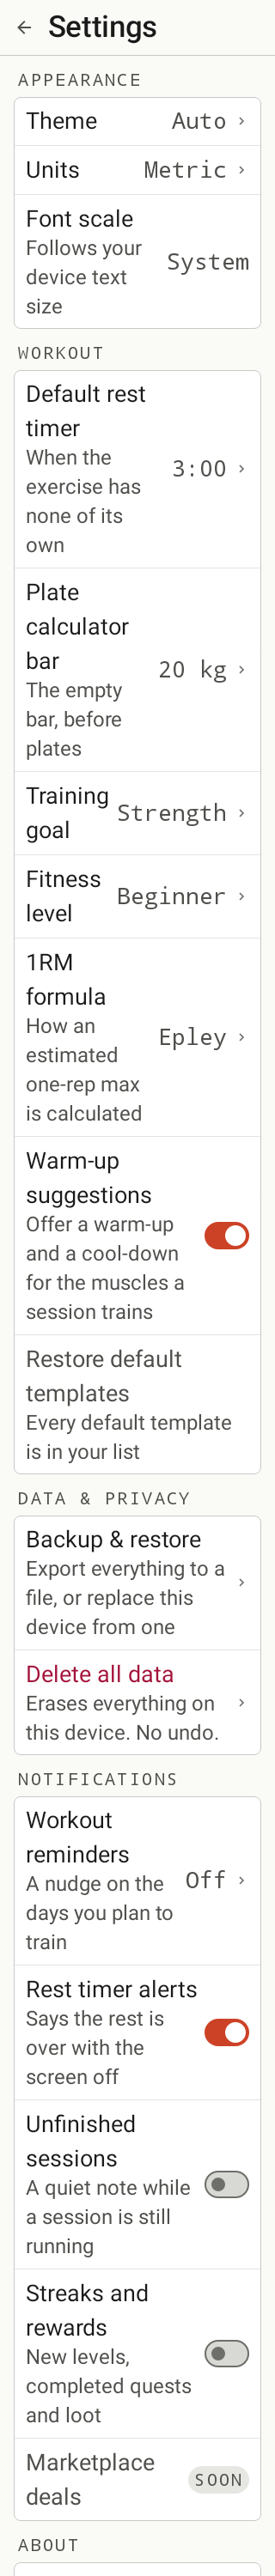 Settings
APPEARANCE
Theme
Auto
Units
Metric
Font scale
Follows your
device text
size
System
WORKOUT
Default rest
timer
When the
exercise has
none of its
own
3:00
Plate
calculator
bar
The empty
bar, before
plates
20 kg
Training
goal
Strength
Fitness
level
Beginner
1RM
formula
How an
estimated
one-rep max
is calculated
Epley
Warm-up
suggestions
Offer a warm-up
and a cool-down
for the muscles a
session trains
Restore default
templates
Every default template
is in your list
DATA & PRIVACY
Backup & restore
Export everything to a
file, or replace this
device from one
Delete all data
Erases everything on
this device. No undo.
NOTIFICATIONS
Workout
reminders
A nudge on the
days you plan to
train
Off
Rest timer alerts
Says the rest is
over with the
screen off
Unfinished
sessions
A quiet note while
a session is still
running
Streaks and
rewards
New levels,
completed quests
and loot
Marketplace
deals
SOON
ABOUT